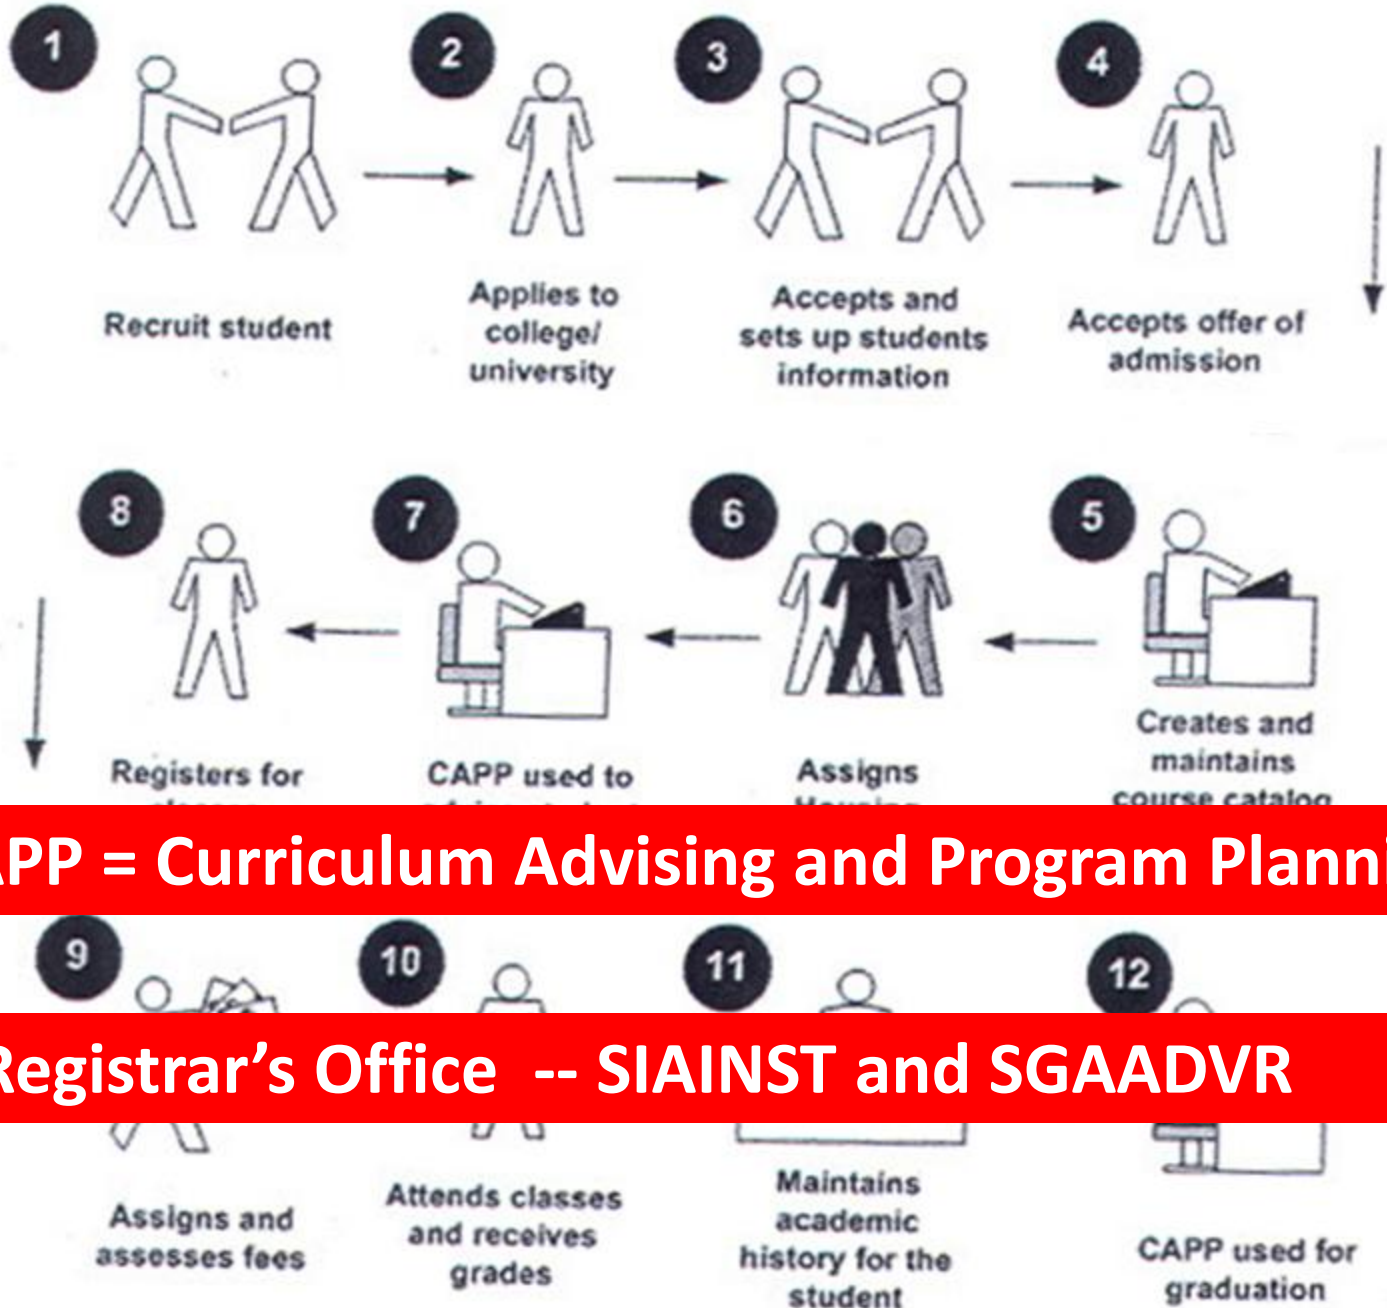 1
2
3
4
Recruit student
Applies to
college/
university
Accepts and
sets up students
information
Accepts offer of
admission
8
7
6
5
Registers for
CAPP used to
Assigns
Creates and
maintains
course catalog
PP = Curriculum Advising and Program Plann
9
10
11
12
Registrar’s Office -- SIAINST and SGAADVR
Assigns and
assesses fees
Attends classes
and receives
grades
Maintains
academic
history for the
student
CAPP used for
graduation